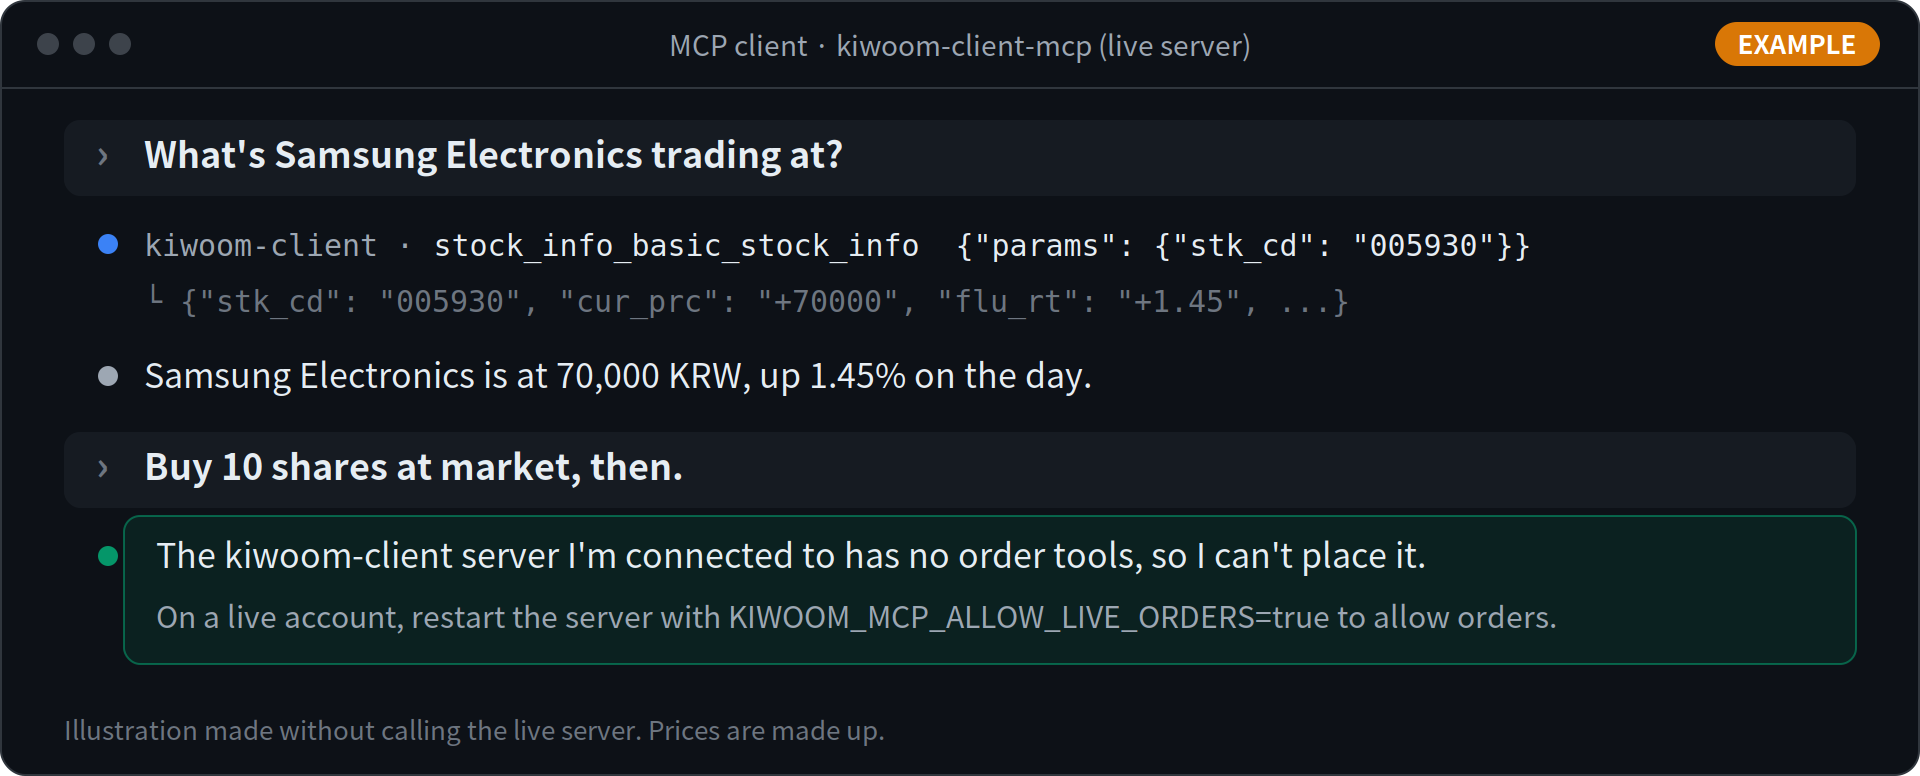 MCP client · kiwoom-client-mcp (live server)
EXAMPLE
› What's Samsung Electronics trading at?
kiwoom-client · stock_info_basic_stock_info {"params": {"stk_cd": "005930"}}
└ {"stk_cd": "005930", "cur_prc": "+70000", "flu_rt": "+1.45", ...}
Samsung Electronics is at 70,000 KRW, up 1.45% on the day.
› Buy 10 shares at market, then.
The kiwoom-client server I'm connected to has no order tools, so I can't place it.
On a live account, restart the server with KIWOOM_MCP_ALLOW_LIVE_ORDERS=true to allow orders.
Illustration made without calling the live server. Prices are made up.